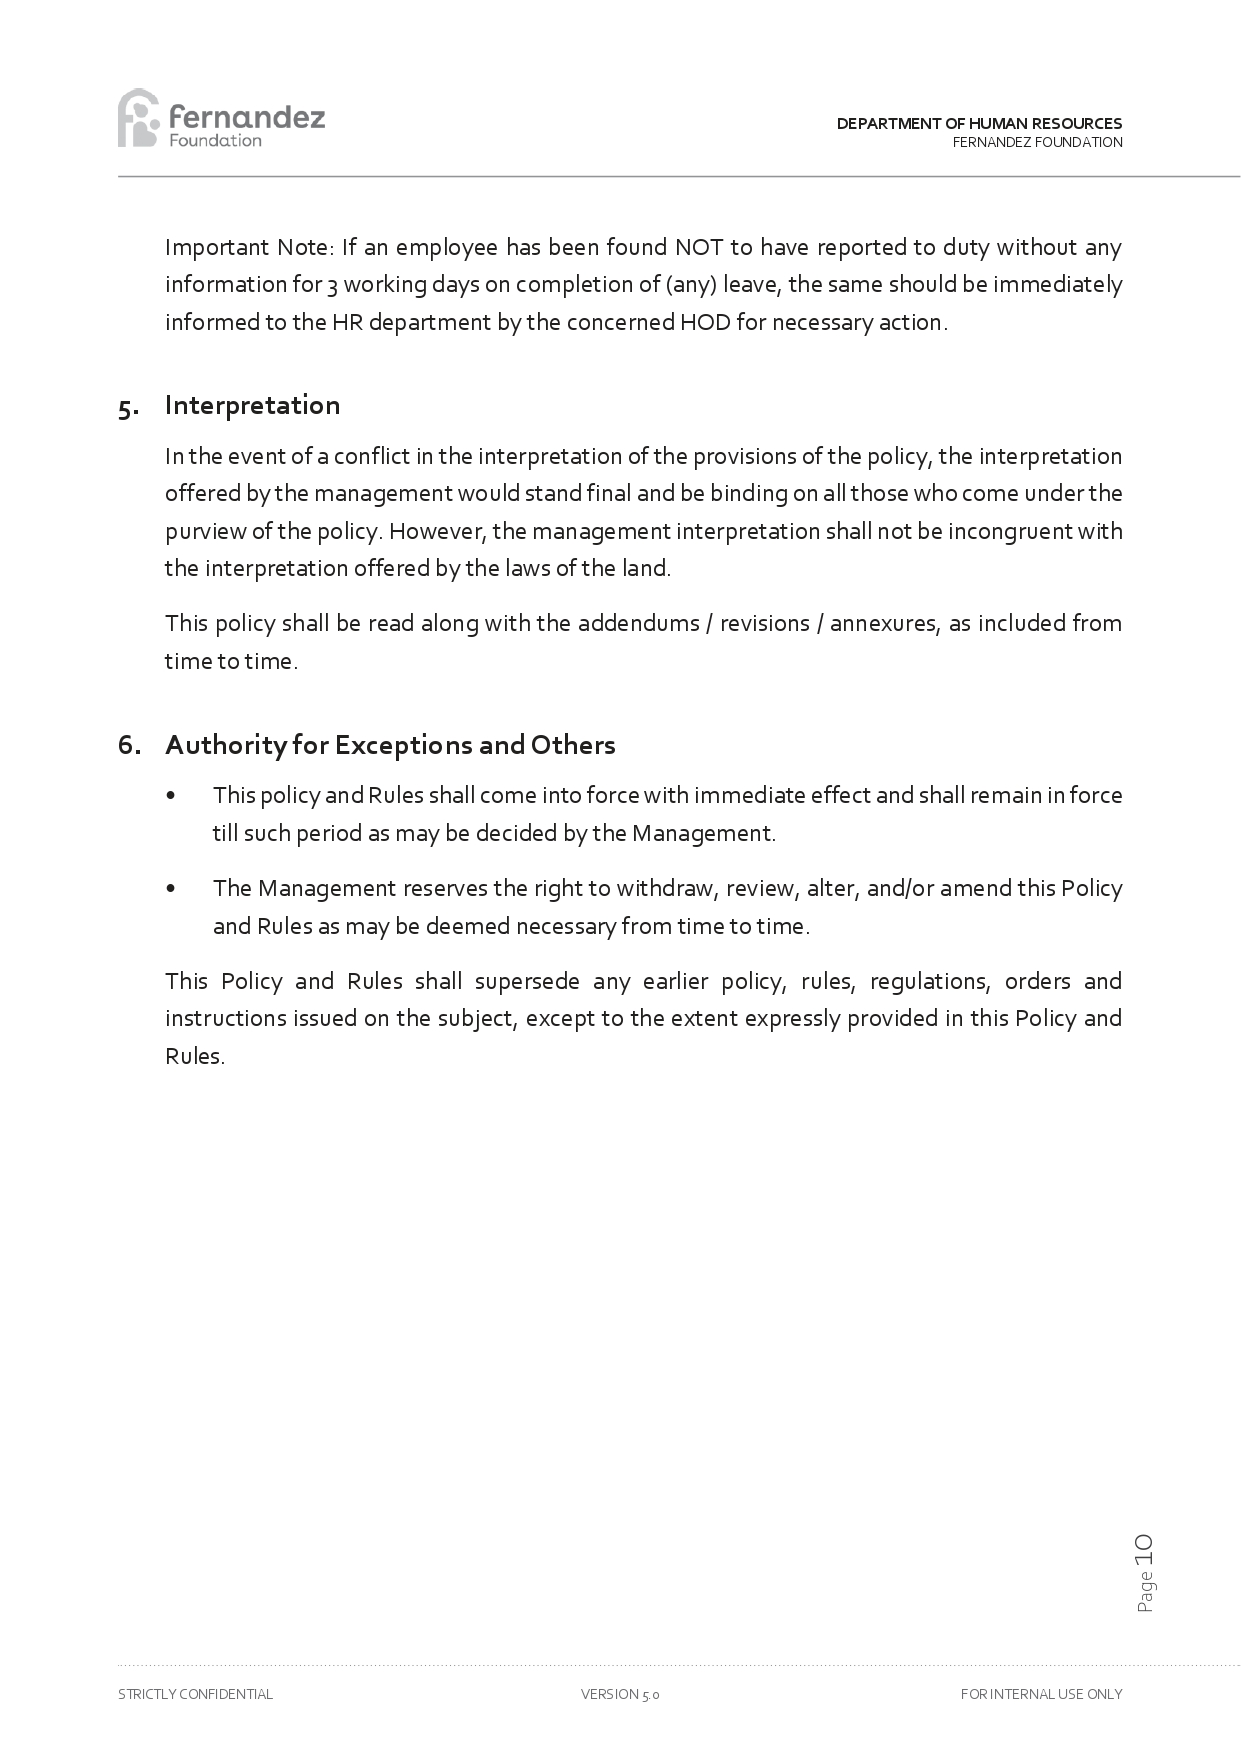 fernandez
Foundation
DEPARTMENT OF HUMAN RESOURCES
FERNANDEZ FOUNDATION
Important Note: If an employee has been found NOT to have reported to duty without any
information for 3 working days on completion of (any) leave, the same should be immediately
informed to the HR department by the concerned HOD for necessary action.
5. Interpretation
In the event of a conflict in the interpretation of the provisions of the policy, the interpretation
offered by the management would stand final and be binding on all those who come under the
purview of the policy. However, the management interpretation shall not be incongruent with
the interpretation offered by the laws of the land.
This policy shall be read along with the addendums / revisions / annexures, as included from
time to time.
6. Authority for Exceptions and Others
• This policy and Rules shall come into force with immediate effect and shall remain in force
till such period as may be decided by the Management.
• The Management reserves the right to withdraw, review, alter, and/or amend this Policy
and Rules as may be deemed necessary from time to time.
This Policy and Rules shall supersede any earlier policy, rules, regulations, orders and
instructions issued on the subject, except to the extent expressly provided in this Policy and
Rules.
Page 10
STRICTLY CONFIDENTIAL
VERSION 5.0
FOR INTERNAL USE ONLY